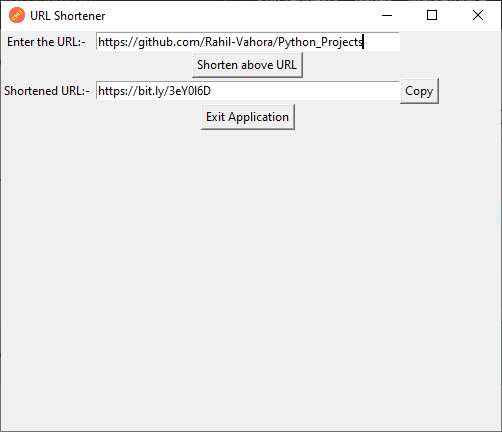 URL Shortener
Enter the URL:- https://github.com/Rahil-Vahora/Python_Projects
Shorten above URL
Shortened URL:- https://bit.ly/3eY0I6D Copy
Exit Application